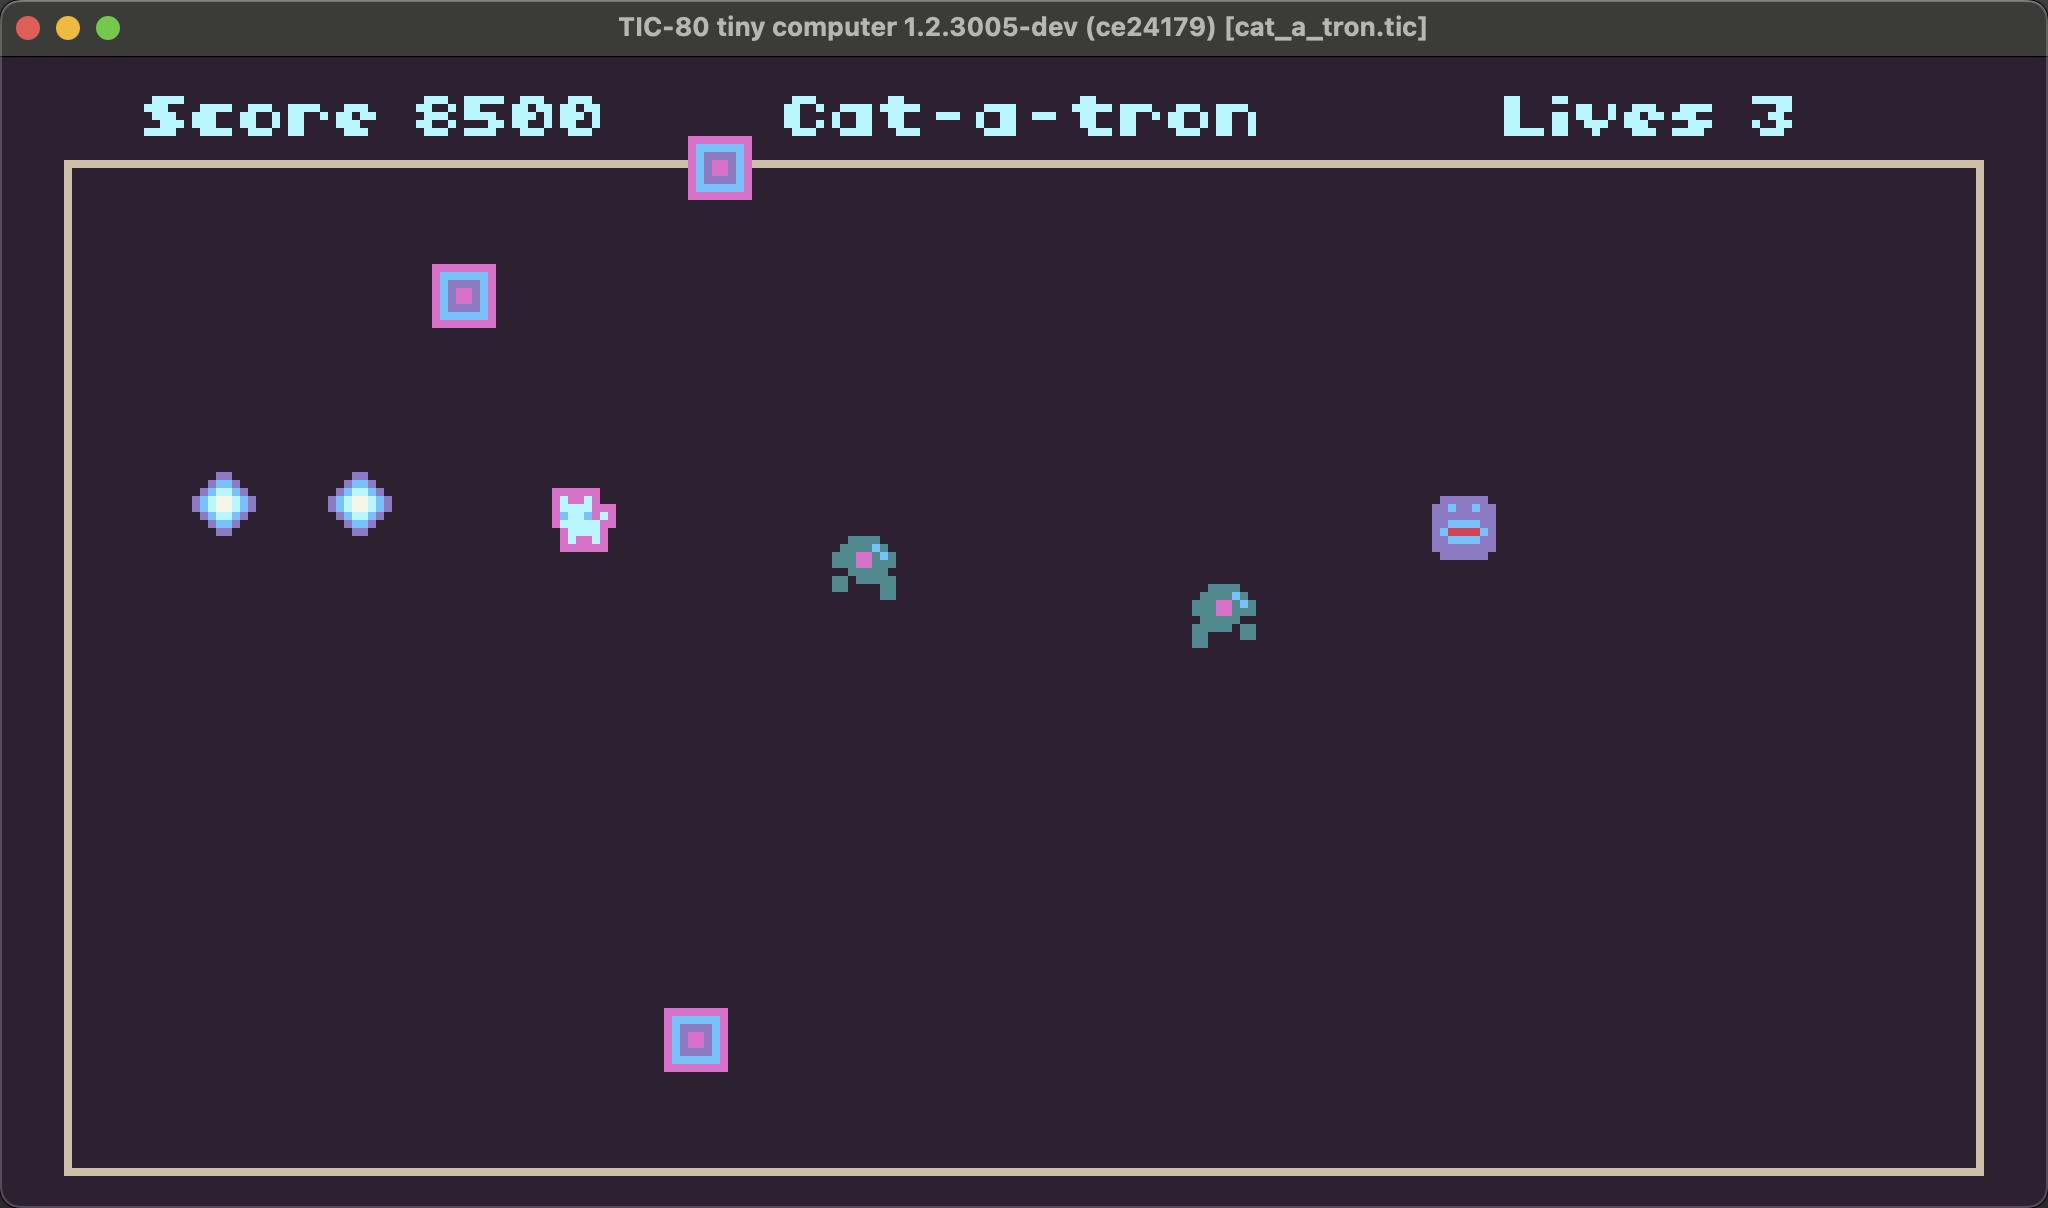 TIC-80 tiny computer 1.2.3005-dev (ce24179) [cat_a_tron.tic]
Score 8500 Cat-a-tron Lives 3